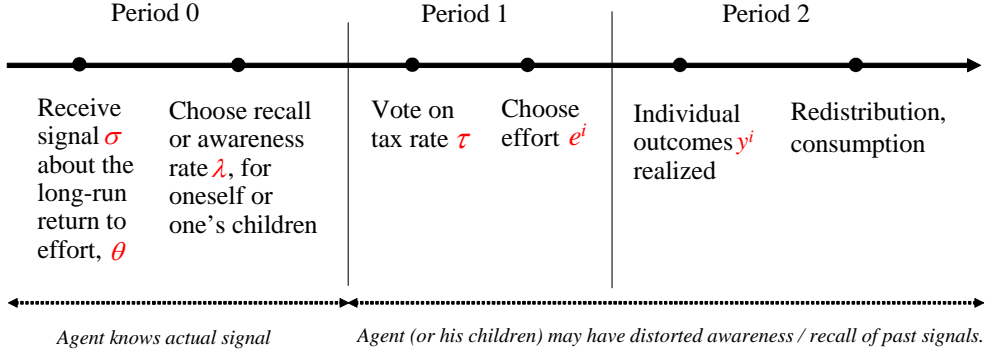 Period 0
Period 1
Period 2
Receive
signal σ
about the
long-run
return to
effort, θ
Choose recall
or awareness
rate λ, for
oneself or
one's children
Vote on
tax rate τ
Choose
effort eⁱ
Individual
outcomes yⁱ
realized
Redistribution,
consumption
Agent knows actual signal
Agent (or his children) may have distorted awareness / recall of past signals.